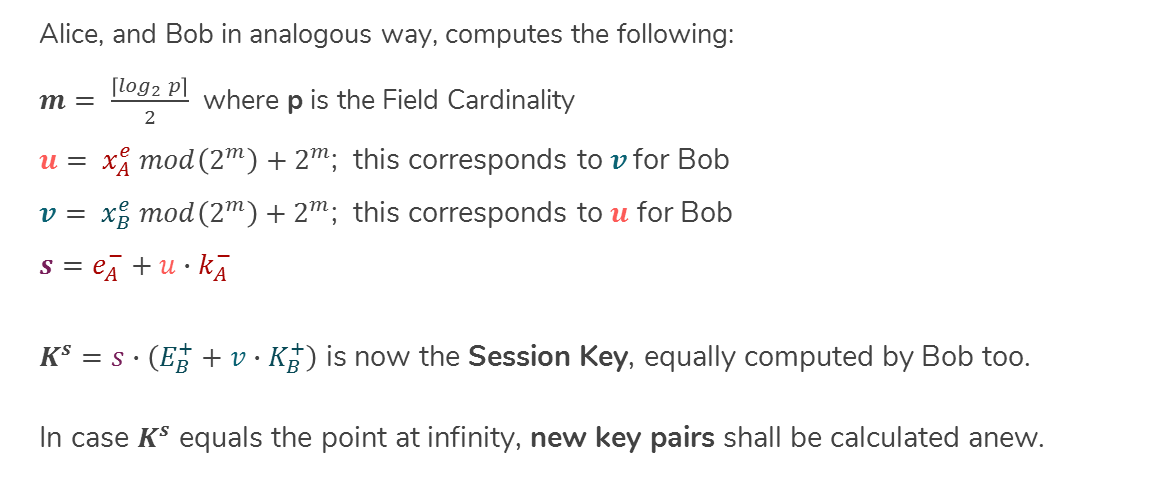 Alice, and Bob in analogous way, computes the following:
m = ⌈log₂ p⌉ / 2 where p is the Field Cardinality
u = x_A^e mod(2^m) + 2^m; this corresponds to v for Bob
v = x_B^e mod(2^m) + 2^m; this corresponds to u for Bob
s = e_A^- + u · k_A^-
K^s = s · (E_B^+ + v · K_B^+) is now the Session Key, equally computed by Bob too.
In case K^s equals the point at infinity, new key pairs shall be calculated anew.